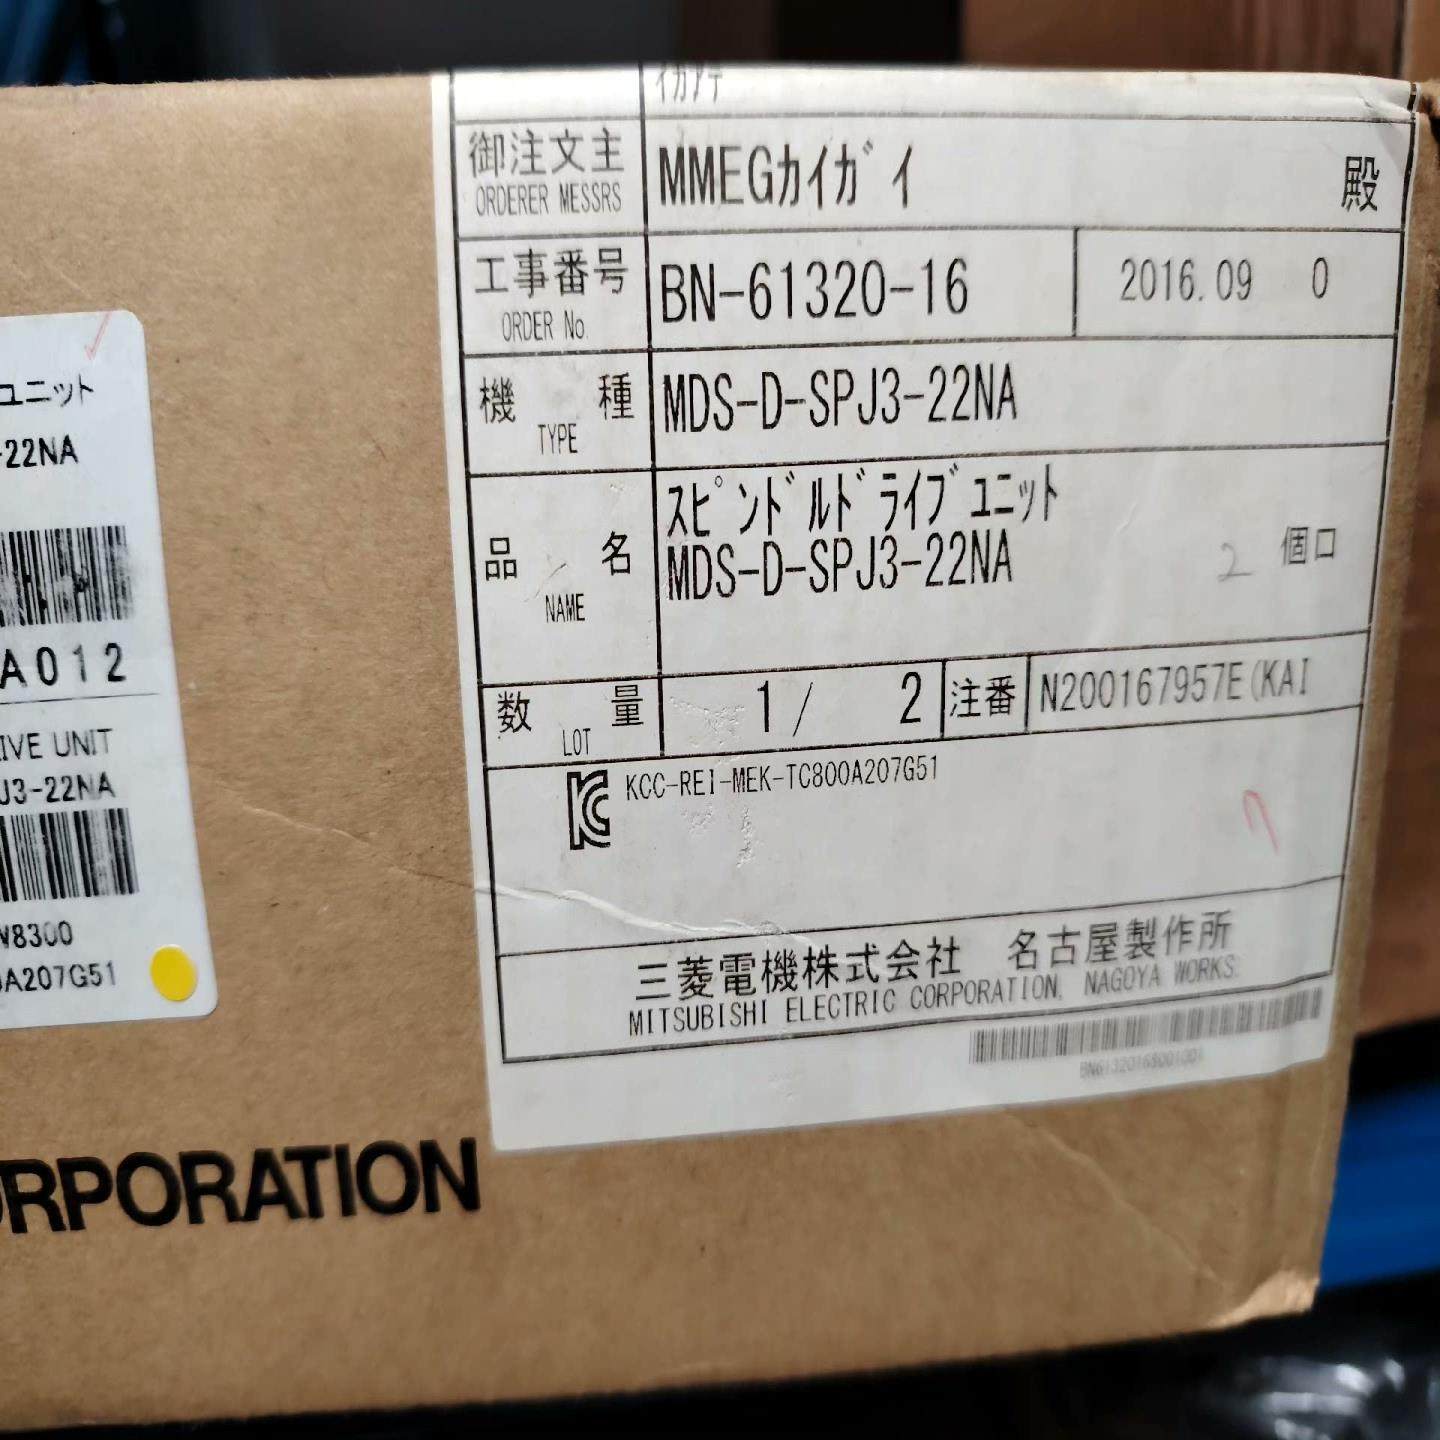 イカアテ
御注文主 MMEGカイガイ 殿
ORDERER MESSRS
工事番号 BN-61320-16 2016.09 0
ORDER No.
機種 MDS-D-SPJ3-22NA
TYPE
品名 スピンドルドライブユニット
MDS-D-SPJ3-22NA 2 個口
NAME
数量 1/ 2 注番 N200167957E(KAI
LOT
KC KCC-REI-MEK-TC800A207G51
7
三菱電機株式会社 名古屋製作所
MITSUBISHI ELECTRIC CORPORATION, NAGOYA WORKS.
ユニット
-22NA
A012
IVE UNIT
J3-22NA
W8300
A207G51
ORPORATION